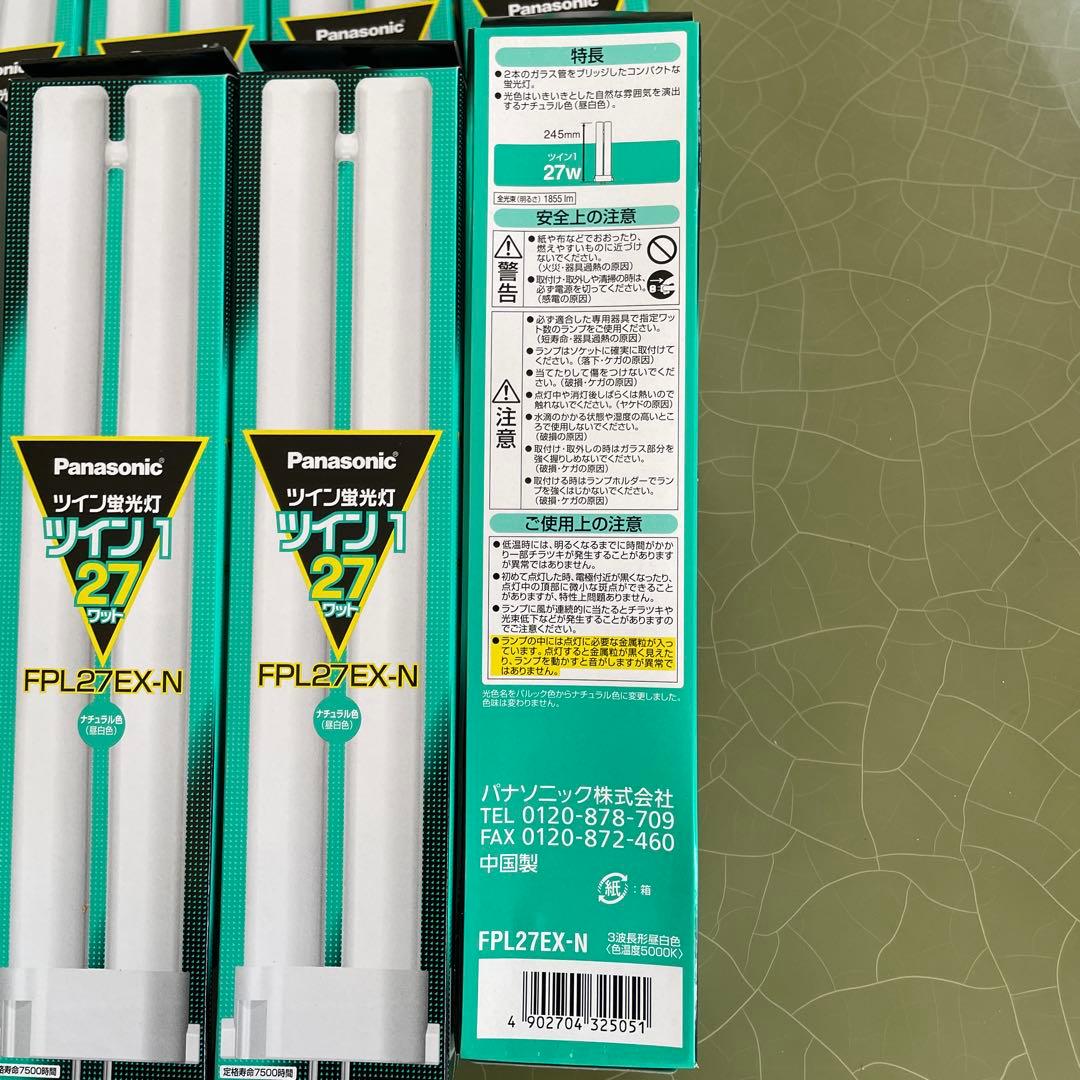 Panasonic
Panasonic
Panasonic
Panasonic
ツイン蛍光灯
ツイン1
27
ワット
FPL27EX-N
ナチュラル色
(昼白色)
定格寿命7500時間
Panasonic
ツイン蛍光灯
ツイン1
27
ワット
FPL27EX-N
ナチュラル色
(昼白色)
定格寿命7500時間
特長
●2本のガラス管をブリッジしたコンパクトな
蛍光灯。
●光色はいきいきとした自然な雰囲気を演出
するナチュラル色(昼白色)。
245mm
ツイン1
27W
全光束(明るさ) 1855 lm
安全上の注意
警告
●紙や布などでおおったり、
燃えやすいものに近づけ
ないでください。
(火災・器具過熱の原因)
●取付け・取外しや清掃の時は、
必ず電源を切ってください。
(感電の原因)
注意
●必ず適合した専用器具で指定ワッ
ト数のランプをご使用ください。
(短寿命・器具過熱の原因)
●ランプはソケットに確実に取付けて
ください。(落下・ケガの原因)
●当てたりして傷をつけないでくだ
さい。(破損・ケガの原因)
●点灯中や消灯後しばらくは熱いので
触れないでください。(ヤケドの原因)
●水滴のかかる状態や湿度の高いとこ
ろで使用しないでください。
(破損の原因)
●取付け・取外しの時はガラス部分を
強く握りしめないでください。
(破損・ケガの原因)
●取付ける時はランプホルダーでラン
プを強くはじかないでください。
(破損・ケガの原因)
ご使用上の注意
●低温時には、明るくなるまでに時間がかか
り一部チラツキが発生することがあります
が異常ではありません。
●初めて点灯した時、電極付近が黒くなったり、
点灯中の頂部に微小な斑点ができること
がありますが、特性上問題ありません。
●ランプに風が連続的に当たるとチラツキや
光束低下などが発生することがありますの
でご注意ください。
●ランプの中には点灯に必要な金属粒が入っ
ています。点灯すると金属粒が黒く見えた
り、ランプを動かすと音がしますが異常で
はありません。
光色名をパルック色からナチュラル色に変更しました。
色味は変わりません。
パナソニック株式会社
TEL 0120-878-709
FAX 0120-872-460
中国製
紙:箱
FPL27EX-N
3波長形昼白色
〈色温度5000K〉
4 902704 325051